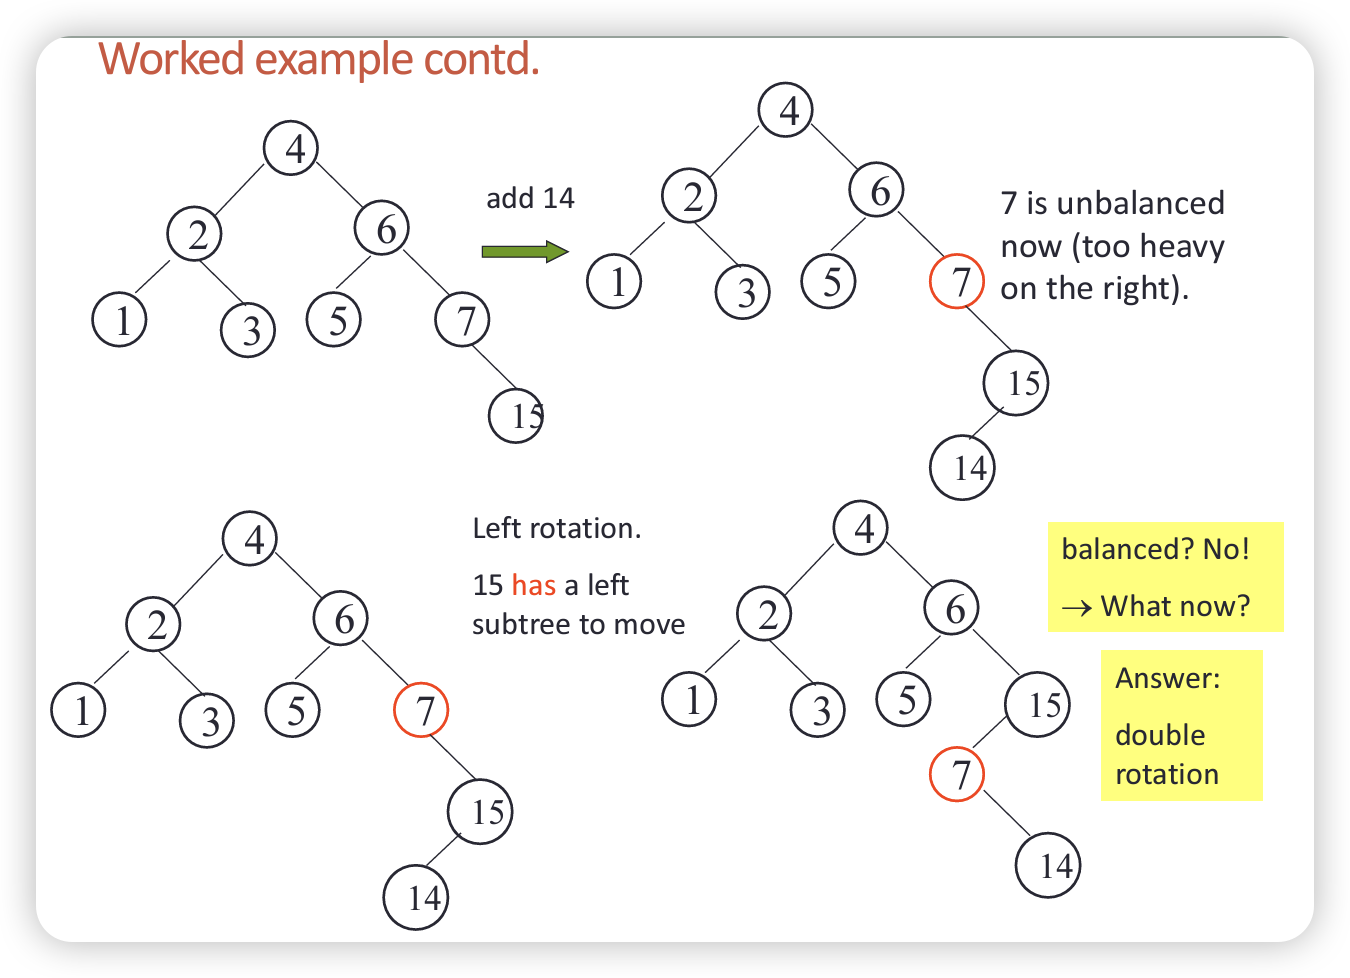 Worked example contd.
4
2
6
1
3
5
7
15
add 14
4
2
6
1
3
5
7
15
14
7 is unbalanced
now (too heavy
on the right).
4
2
6
1
3
5
7
15
14
Left rotation.
15 has a left
subtree to move
4
2
6
1
3
5
15
7
14
balanced? No!
→ What now?
Answer:
double
rotation